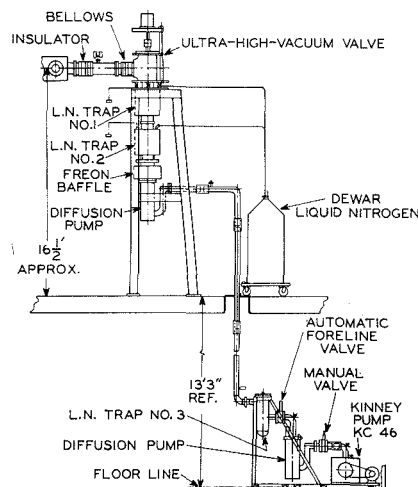 BELLOWS
INSULATOR
ULTRA-HIGH-VACUUM VALVE
L.N. TRAP
NO.1
L.N. TRAP
NO.2
FREON
BAFFLE
DIFFUSION
PUMP
DEWAR
LIQUID NITROGEN
16 1/2'
APPROX.
AUTOMATIC
FORELINE
VALVE
13'3"
REF.
MANUAL
VALVE
KINNEY
PUMP
KC 46
L.N. TRAP NO. 3
DIFFUSION PUMP
FLOOR LINE